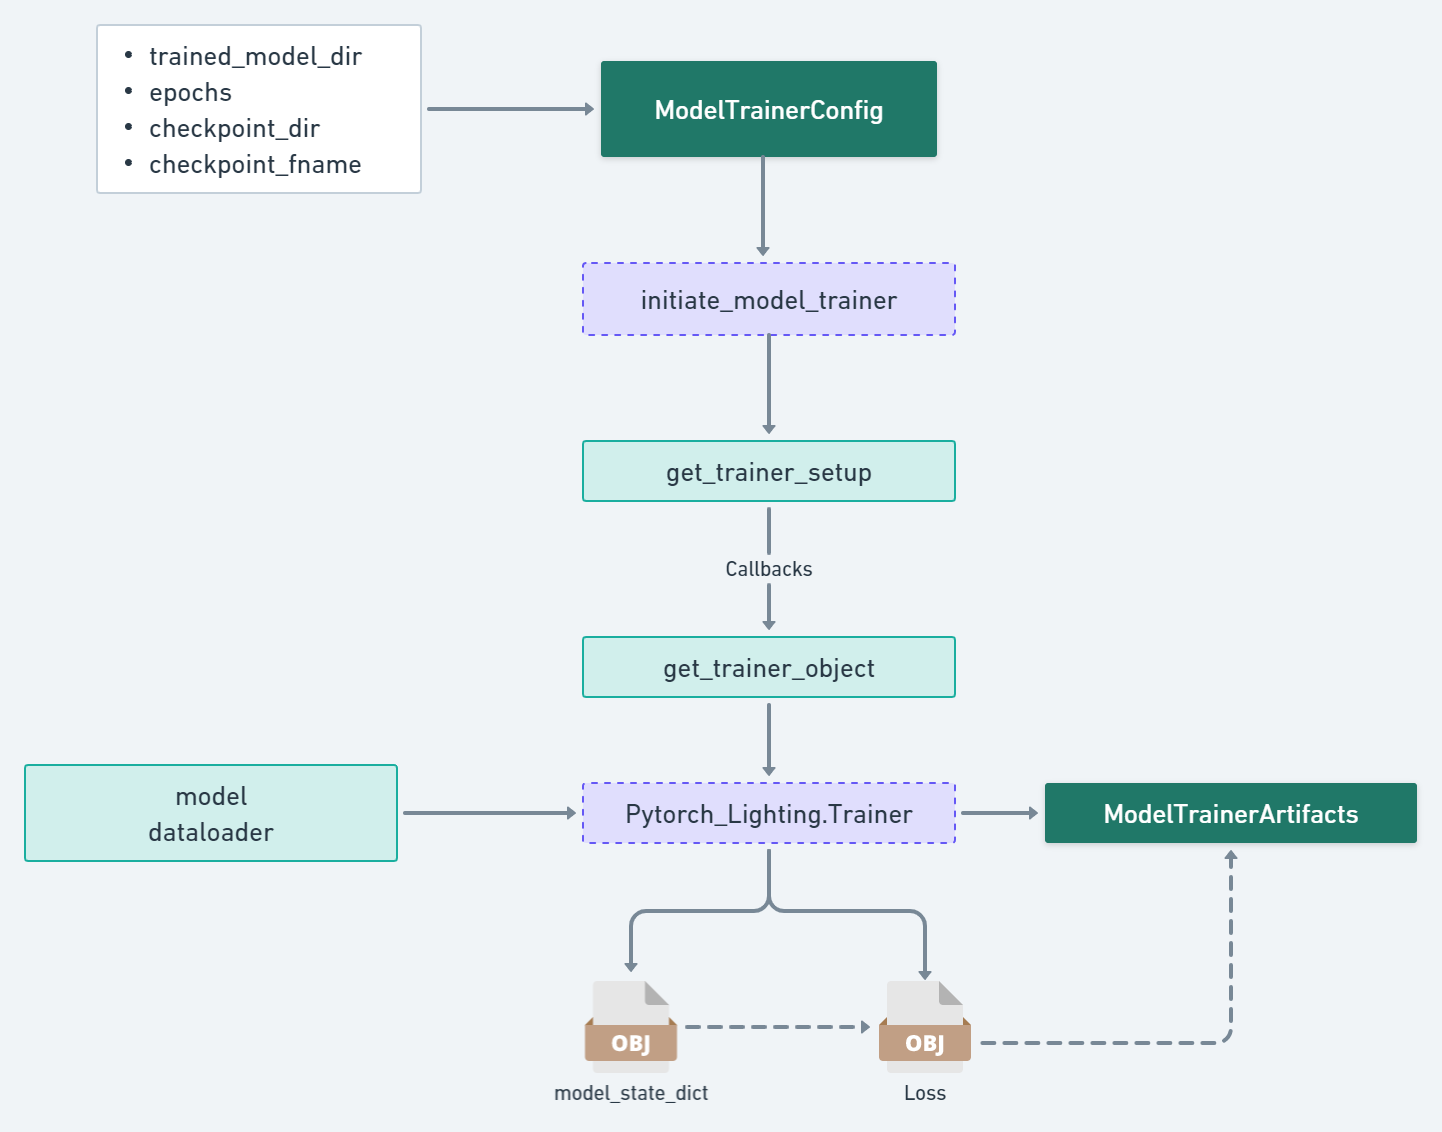 • trained_model_dir
• epochs
• checkpoint_dir
• checkpoint_fname
ModelTrainerConfig
initiate_model_trainer
get_trainer_setup
Callbacks
get_trainer_object
model
dataloader
Pytorch_Lighting.Trainer
ModelTrainerArtifacts
OBJ
OBJ
model_state_dict
Loss